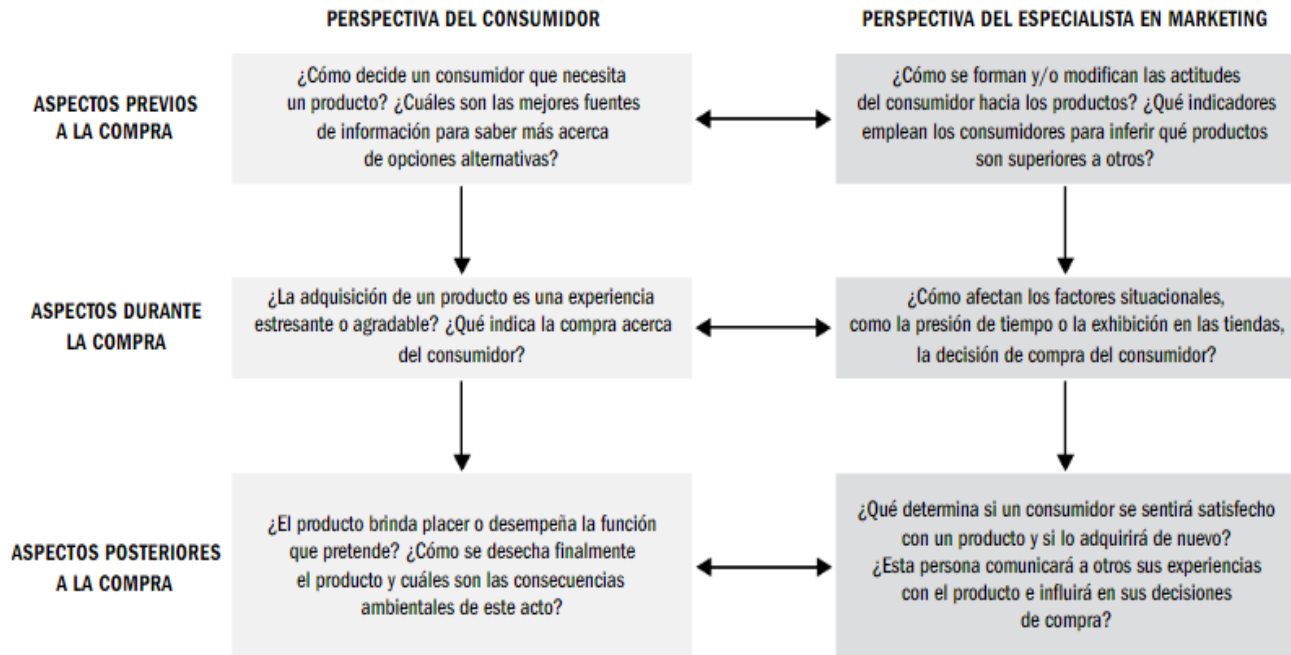 PERSPECTIVA DEL CONSUMIDOR
PERSPECTIVA DEL ESPECIALISTA EN MARKETING
ASPECTOS PREVIOS
A LA COMPRA
¿Cómo decide un consumidor que necesita
un producto? ¿Cuáles son las mejores fuentes
de información para saber más acerca
de opciones alternativas?
¿Cómo se forman y/o modifican las actitudes
del consumidor hacia los productos? ¿Qué indicadores
emplean los consumidores para inferir qué productos
son superiores a otros?
ASPECTOS DURANTE
LA COMPRA
¿La adquisición de un producto es una experiencia
estresante o agradable? ¿Qué indica la compra acerca
del consumidor?
¿Cómo afectan los factores situacionales,
como la presión de tiempo o la exhibición en las tiendas,
la decisión de compra del consumidor?
ASPECTOS POSTERIORES
A LA COMPRA
¿El producto brinda placer o desempeña la función
que pretende? ¿Cómo se desecha finalmente
el producto y cuáles son las consecuencias
ambientales de este acto?
¿Qué determina si un consumidor se sentirá satisfecho
con un producto y si lo adquirirá de nuevo?
¿Esta persona comunicará a otros sus experiencias
con el producto e influirá en sus decisiones
de compra?